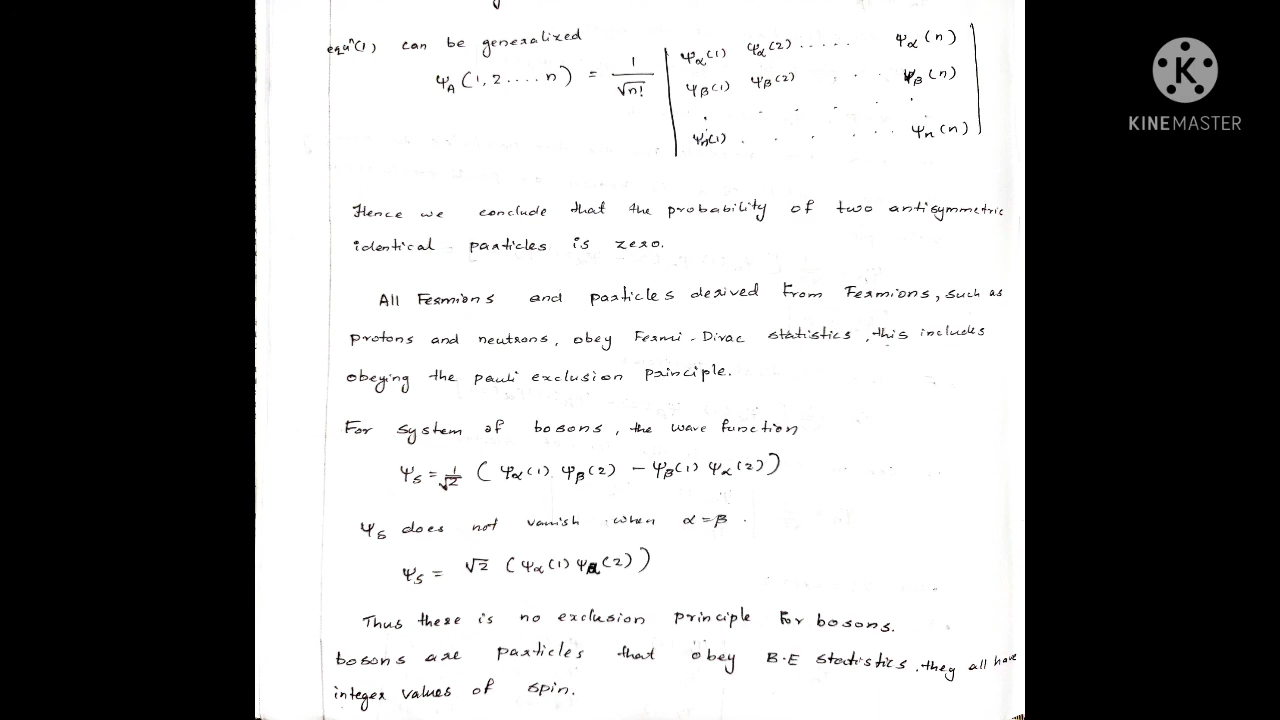 equⁿ(1) can be generalized
Ψ_A (1, 2 .... n) = 1/√n! | Ψα(1) Ψα(2) ..... Ψα(n) |
Ψβ(1) Ψβ(2) . . Ψβ(n)
. . . . . . .
Ψn(1) . . . . ... Ψn(n)
Hence we conclude that the probability of two antisymmetric
identical particles is zero.
All Fermions and particles derived from Fermions, such as
protons and neutrons, obey Fermi-Dirac statistics, this includes
obeying the pauli exclusion principle.
For system of bosons, the wave function
Ψ_S = 1/√2 (Ψα(1) Ψβ(2) − Ψβ(1) Ψα(2))
Ψ_S does not vanish when α = β.
Ψ_S = √2 (Ψα(1) Ψα(2))
Thus there is no exclusion principle for bosons.
bosons are particles that obey B.E statistics. they all have
integer values of spin.
K
KINEMASTER